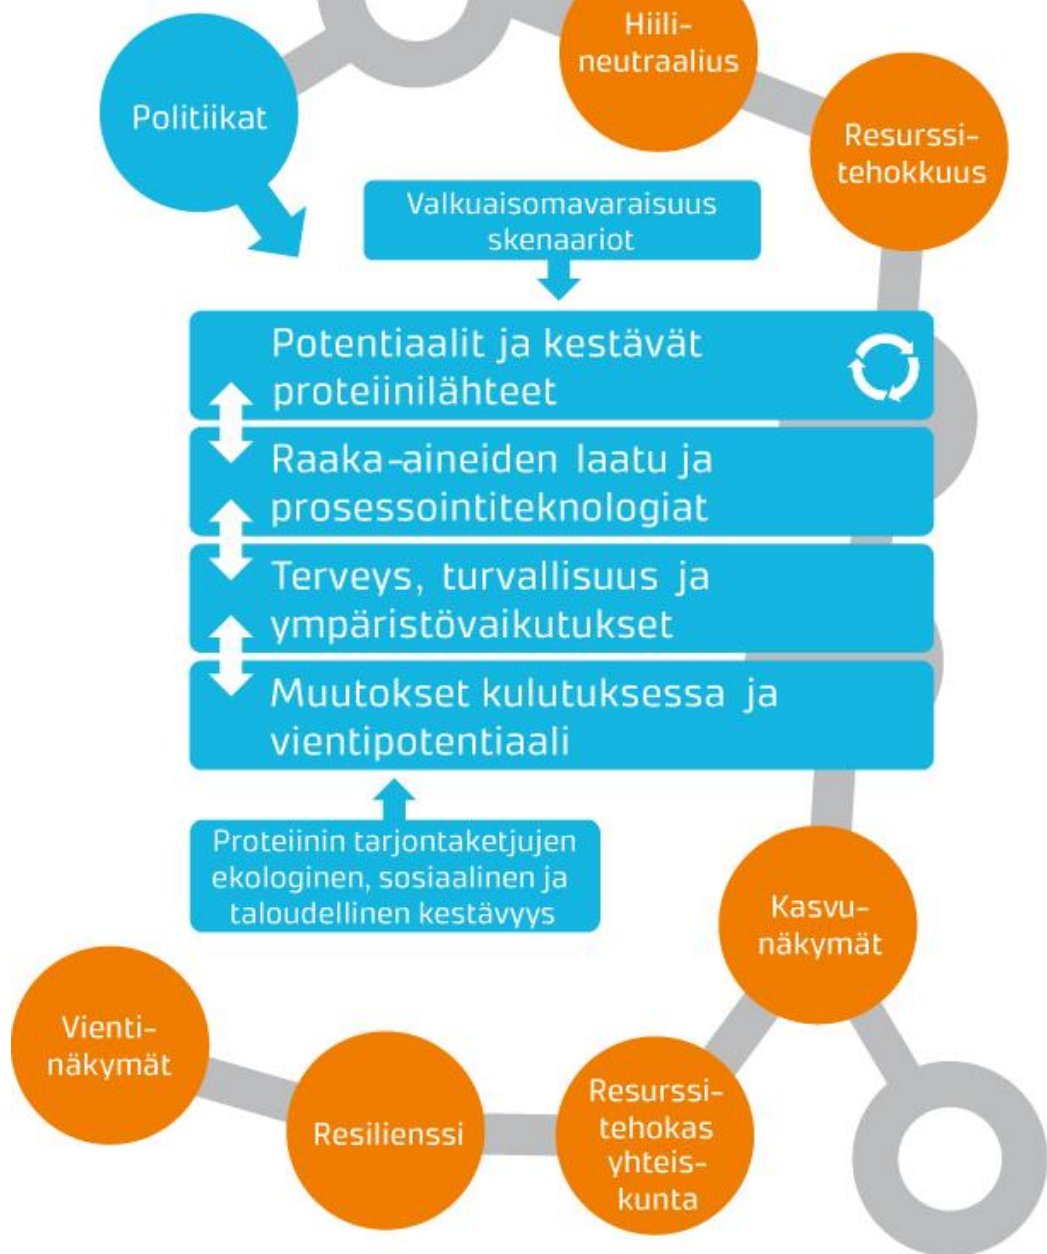 Hiili-
neutraalius
Politiikat
Resurssi-
tehokkuus
Valkuaisomavaraisuus
skenaariot
Potentiaalit ja kestävät
proteiinilähteet
Raaka-aineiden laatu ja
prosessointiteknologiat
Terveys, turvallisuus ja
ympäristövaikutukset
Muutokset kulutuksessa ja
vientipotentiaali
Proteiinin tarjontaketjujen
ekologinen, sosiaalinen ja
taloudellinen kestävyys
Kasvu-
näkymät
Vienti-
näkymät
Resilienssi
Resurssi-
tehokas
yhteis-
kunta